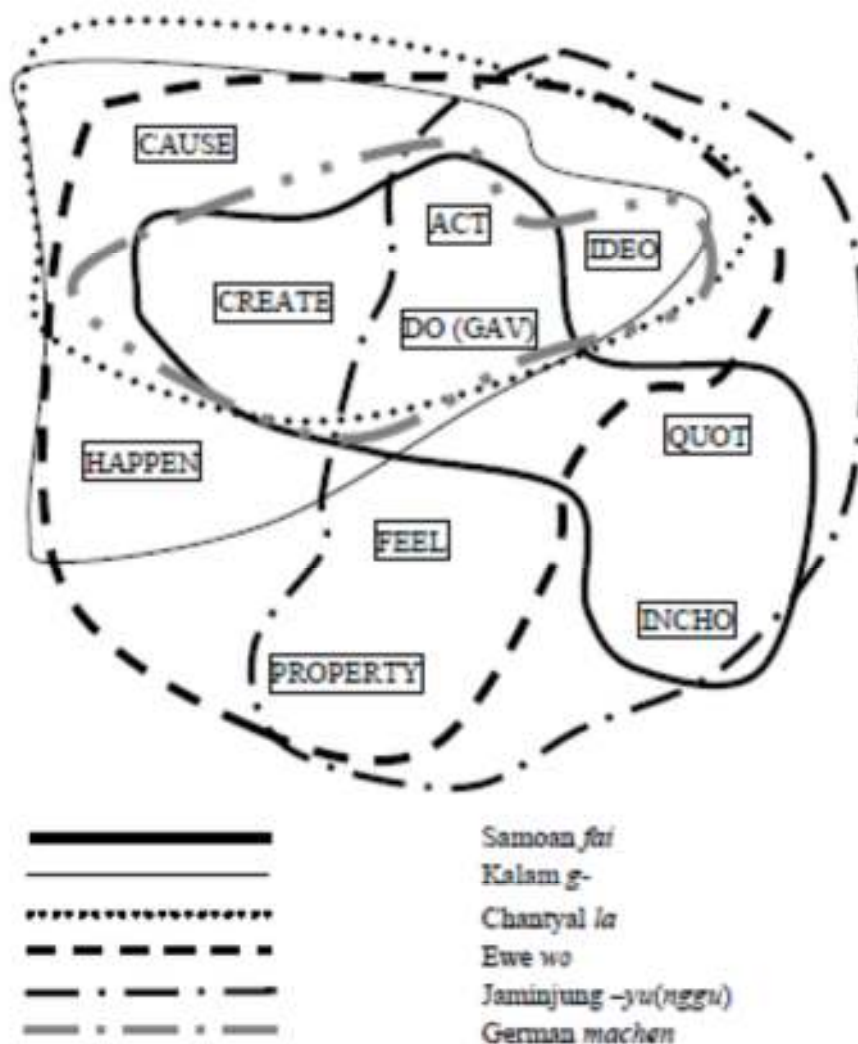 CAUSE
ACT
IDEO
CREATE
DO (GAV)
QUOT
HAPPEN
FEEL
INCHO
PROPERTY
Samoan fai
Kalam g-
Chantyal la
Ewe wo
Jaminjung –yu(nggu)
German machen